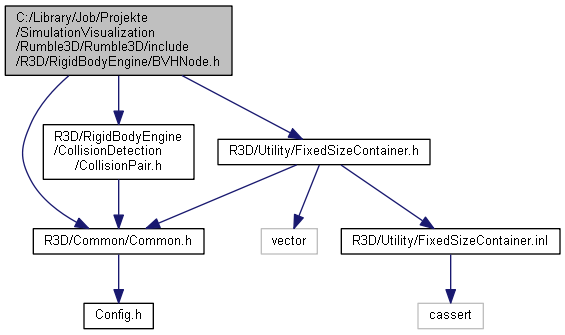 C:/Library/Job/Projekte
/SimulationVisualization
/Rumble3D/Rumble3D/include
/R3D/RigidBodyEngine/BVHNode.h
R3D/RigidBodyEngine
/CollisionDetection
/CollisionPair.h
R3D/Utility/FixedSizeContainer.h
R3D/Common/Common.h
vector
R3D/Utility/FixedSizeContainer.inl
Config.h
cassert